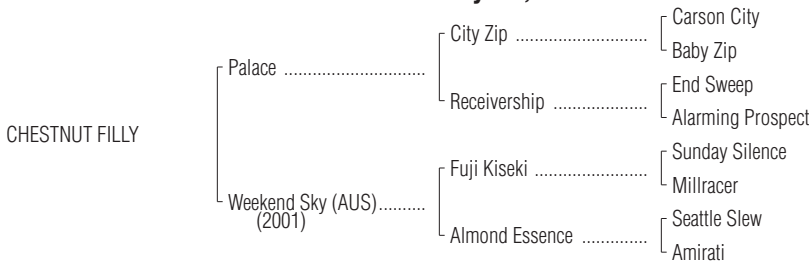 City Zip ............................
Carson City
Baby Zip
Palace ..............................
Receivership ....................
End Sweep
Alarming Prospect
CHESTNUT FILLY
Fuji Kiseki ........................
Sunday Silence
Millracer
Weekend Sky (AUS)..........
(2001)
Almond Essence ..............
Seattle Slew
Amirati